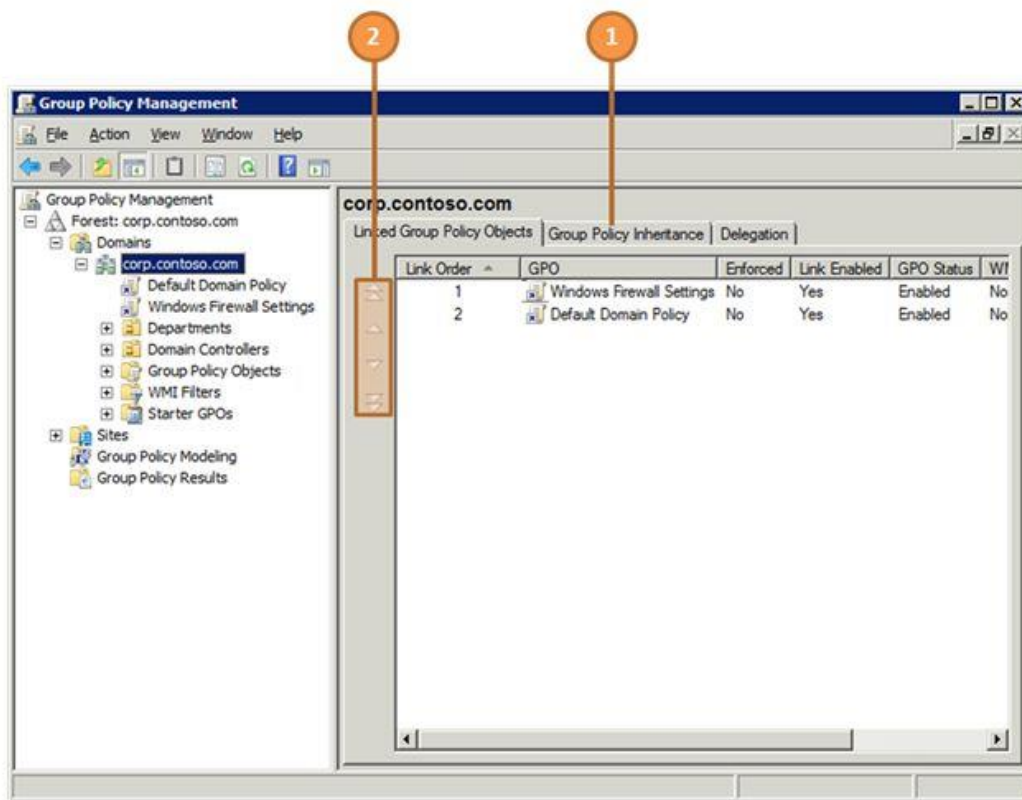 2
1
Group Policy Management
File Action View Window Help
Group Policy Management
Forest: corp.contoso.com
Domains
corp.contoso.com
Default Domain Policy
Windows Firewall Settings
Departments
Domain Controllers
Group Policy Objects
WMI Filters
Starter GPOs
Sites
Group Policy Modeling
Group Policy Results
corp.contoso.com
Linked Group Policy Objects Group Policy Inheritance Delegation
Link Order GPO Enforced Link Enabled GPO Status
1 Windows Firewall Settings No Yes Enabled No
2 Default Domain Policy No Yes Enabled No